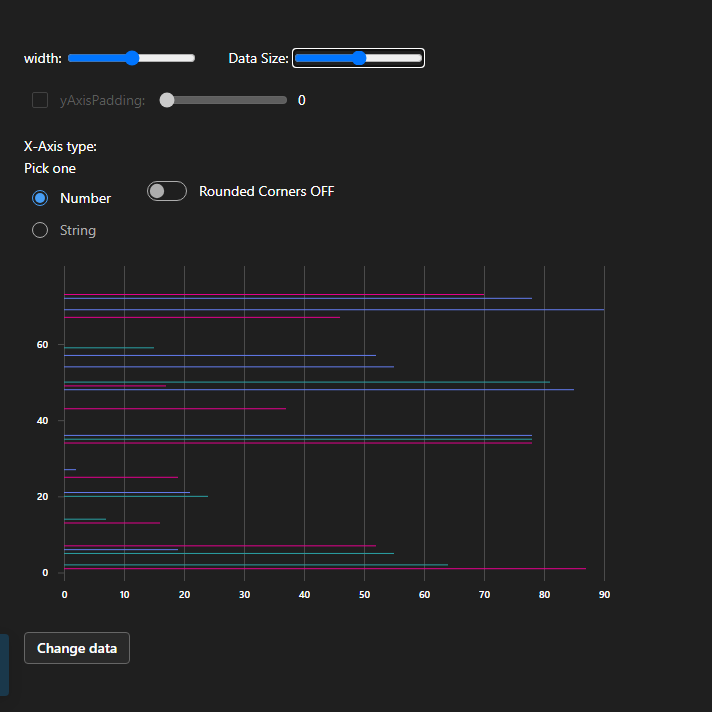 width: Data Size:
yAxisPadding: 0
X-Axis type:
Pick one
Number
Rounded Corners OFF
String
60
40
20
0
0 10 20 30 40 50 60 70 80 90
Change data